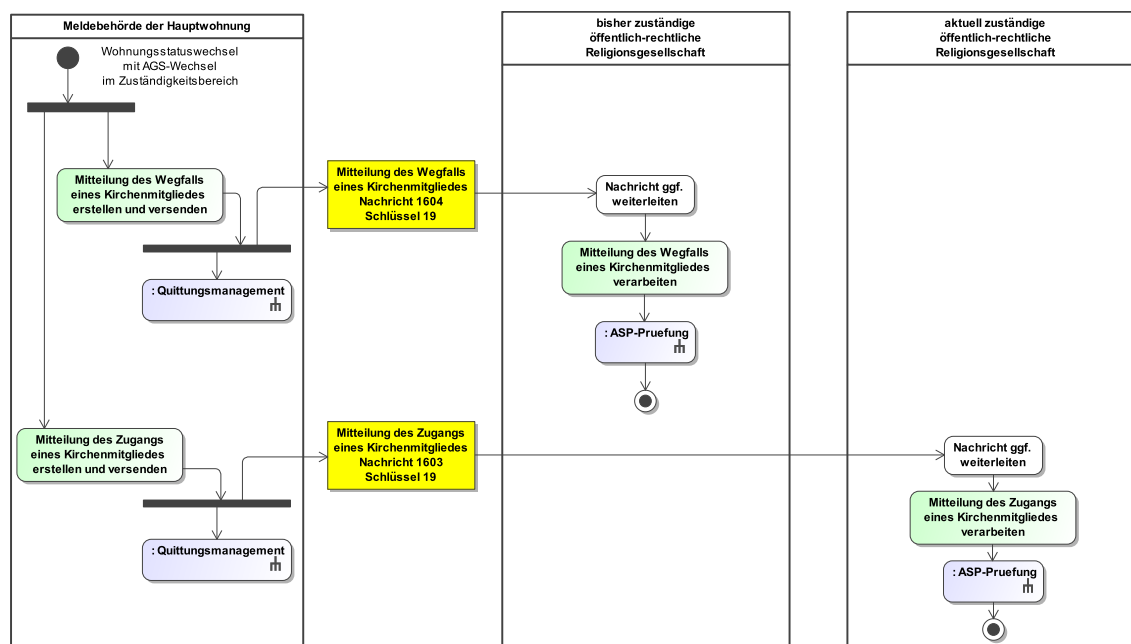 Meldebehörde der Hauptwohnung
bisher zuständige
öffentlich-rechtliche
Religionsgesellschaft
aktuell zuständige
öffentlich-rechtliche
Religionsgesellschaft
Wohnungsstatuswechsel
mit AGS-Wechsel
im Zuständigkeitsbereich
Mitteilung des Wegfalls
eines Kirchenmitgliedes
erstellen und versenden
Mitteilung des Wegfalls
eines Kirchenmitgliedes
Nachricht 1604
Schlüssel 19
Nachricht ggf.
weiterleiten
Mitteilung des Wegfalls
eines Kirchenmitgliedes
verarbeiten
: Quittungsmanagement
: ASP-Pruefung
Mitteilung des Zugangs
eines Kirchenmitgliedes
erstellen und versenden
Mitteilung des Zugangs
eines Kirchenmitgliedes
Nachricht 1603
Schlüssel 19
Nachricht ggf.
weiterleiten
Mitteilung des Zugangs
eines Kirchenmitgliedes
verarbeiten
: Quittungsmanagement
: ASP-Pruefung